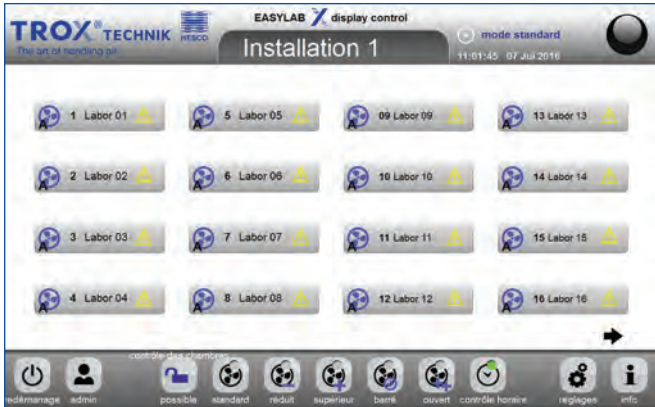 TROX® TECHNIK
The art of handling air
WESCO
EASYLAB X display control
Installation 1
mode standard
11:01:45 07 Jul 2016
A 1 Labor 01
A 5 Labor 05
A 09 Labor 09
A 13 Labor 13
A 2 Labor 02
A 6 Labor 06
A 10 Labor 10
A 14 Labor 14
A 3 Labor 03
A 7 Labor 07
A 11 Labor 11
A 15 Labor 15
A 4 Labor 04
A 8 Labor 08
A 12 Labor 12
A 16 Labor 16
contrôle des chambres
redémarrage admin possible standard réduit supérieur barré ouvert contrôle horaire réglages info